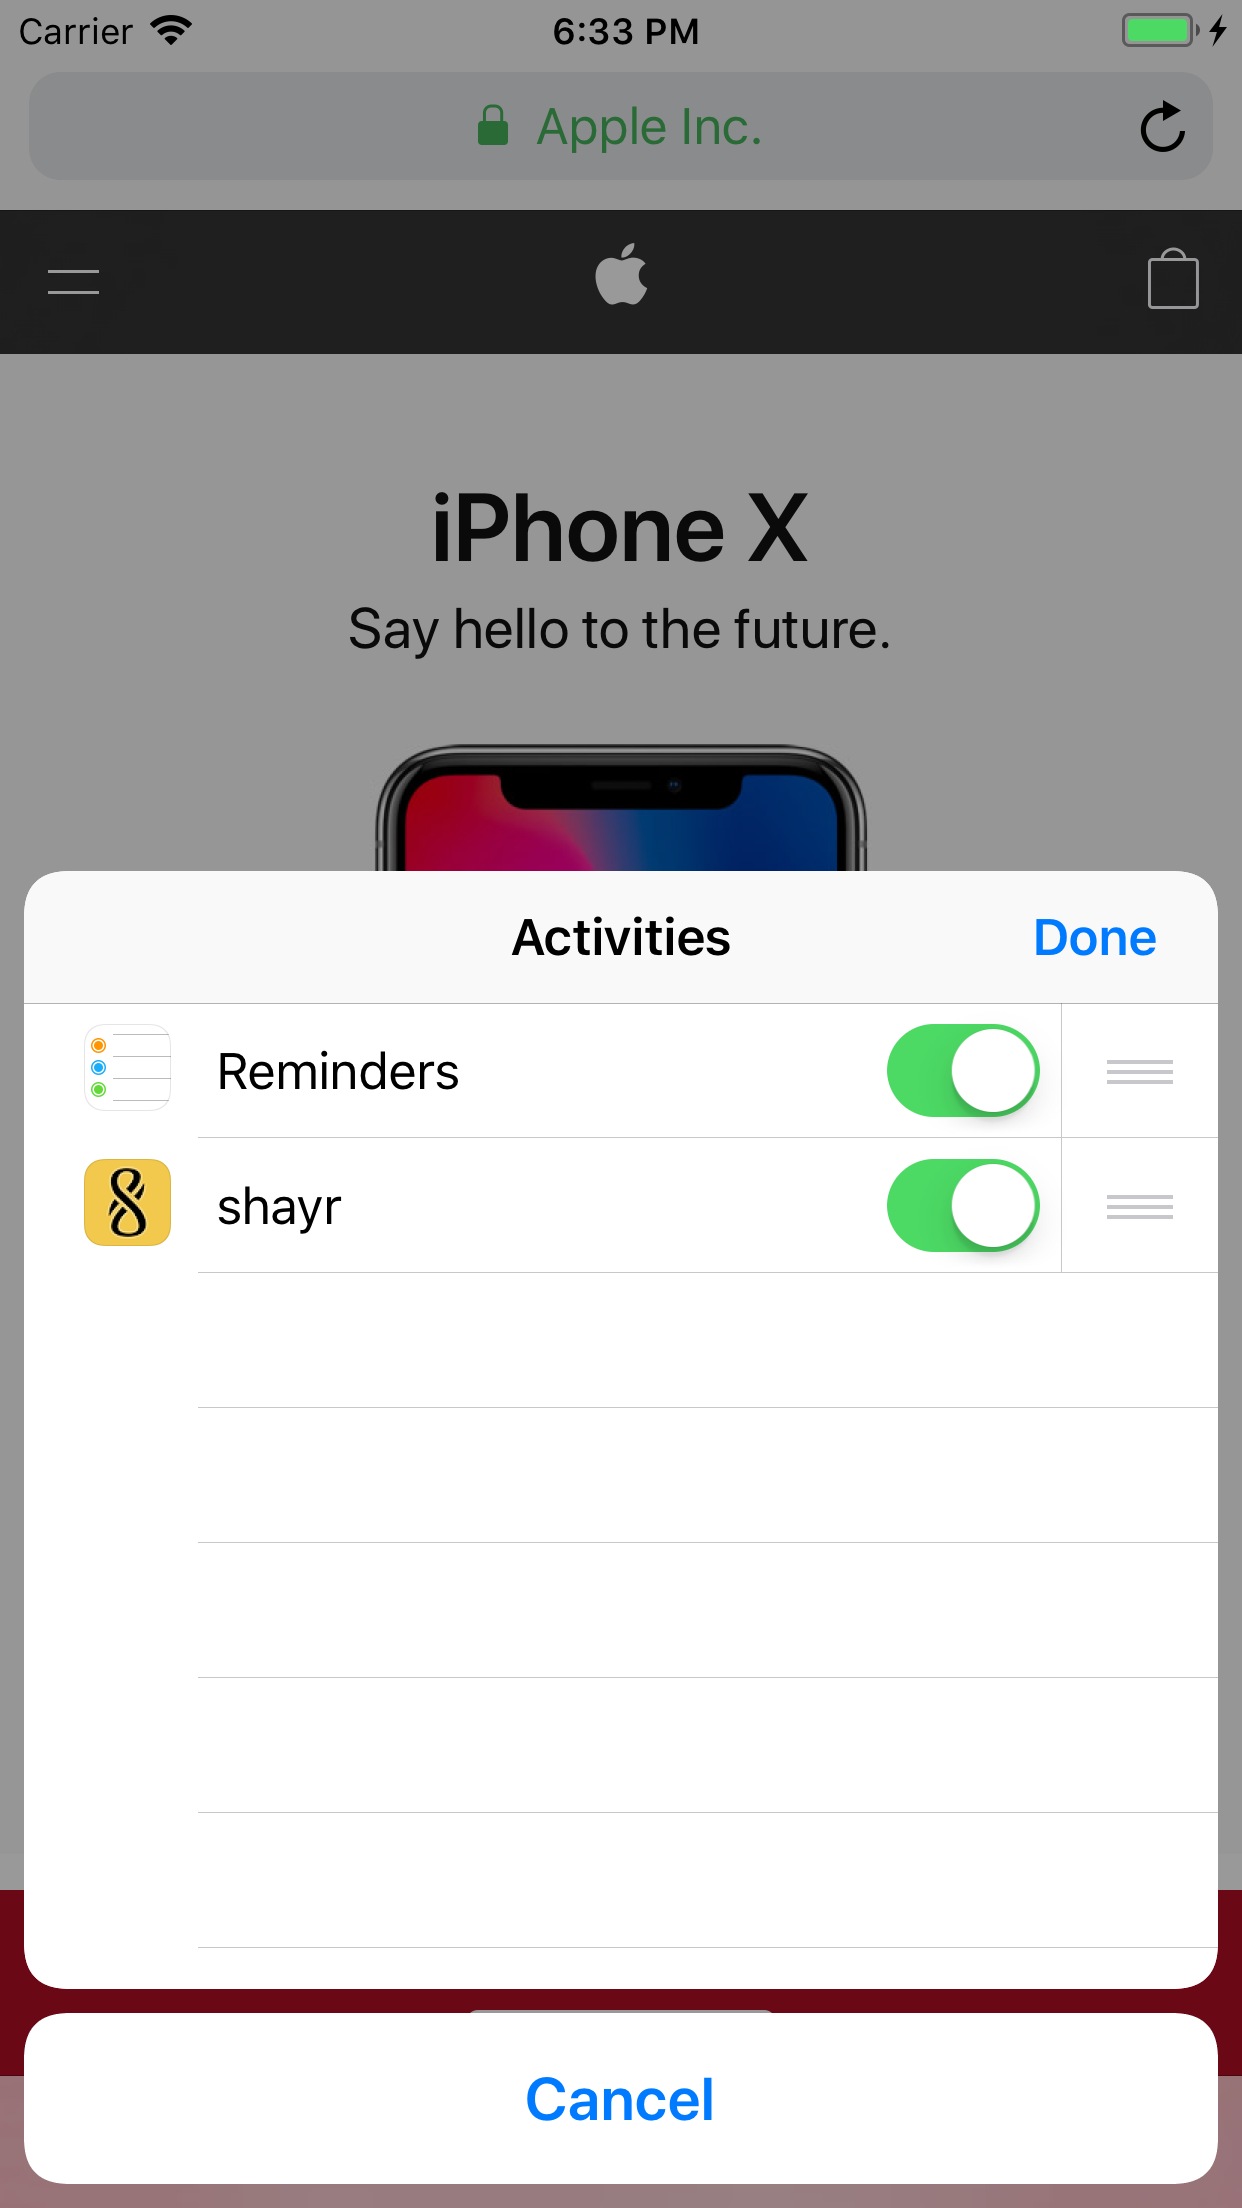 Carrier 6:33 PM
Apple Inc.
iPhone X
Say hello to the future.
Activities Done
Reminders
shayr
Cancel